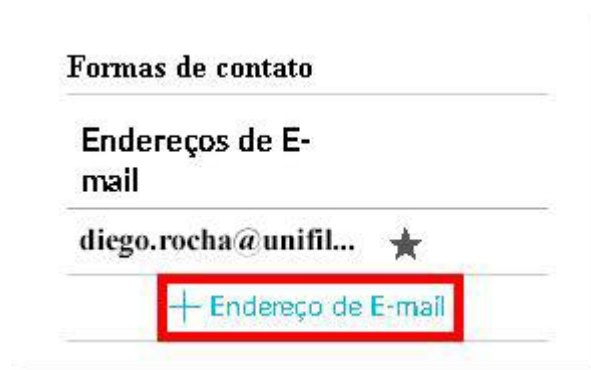 Formas de contato
Endereços de E-
mail
diego.rocha@unifil...
+ Endereço de E-mail